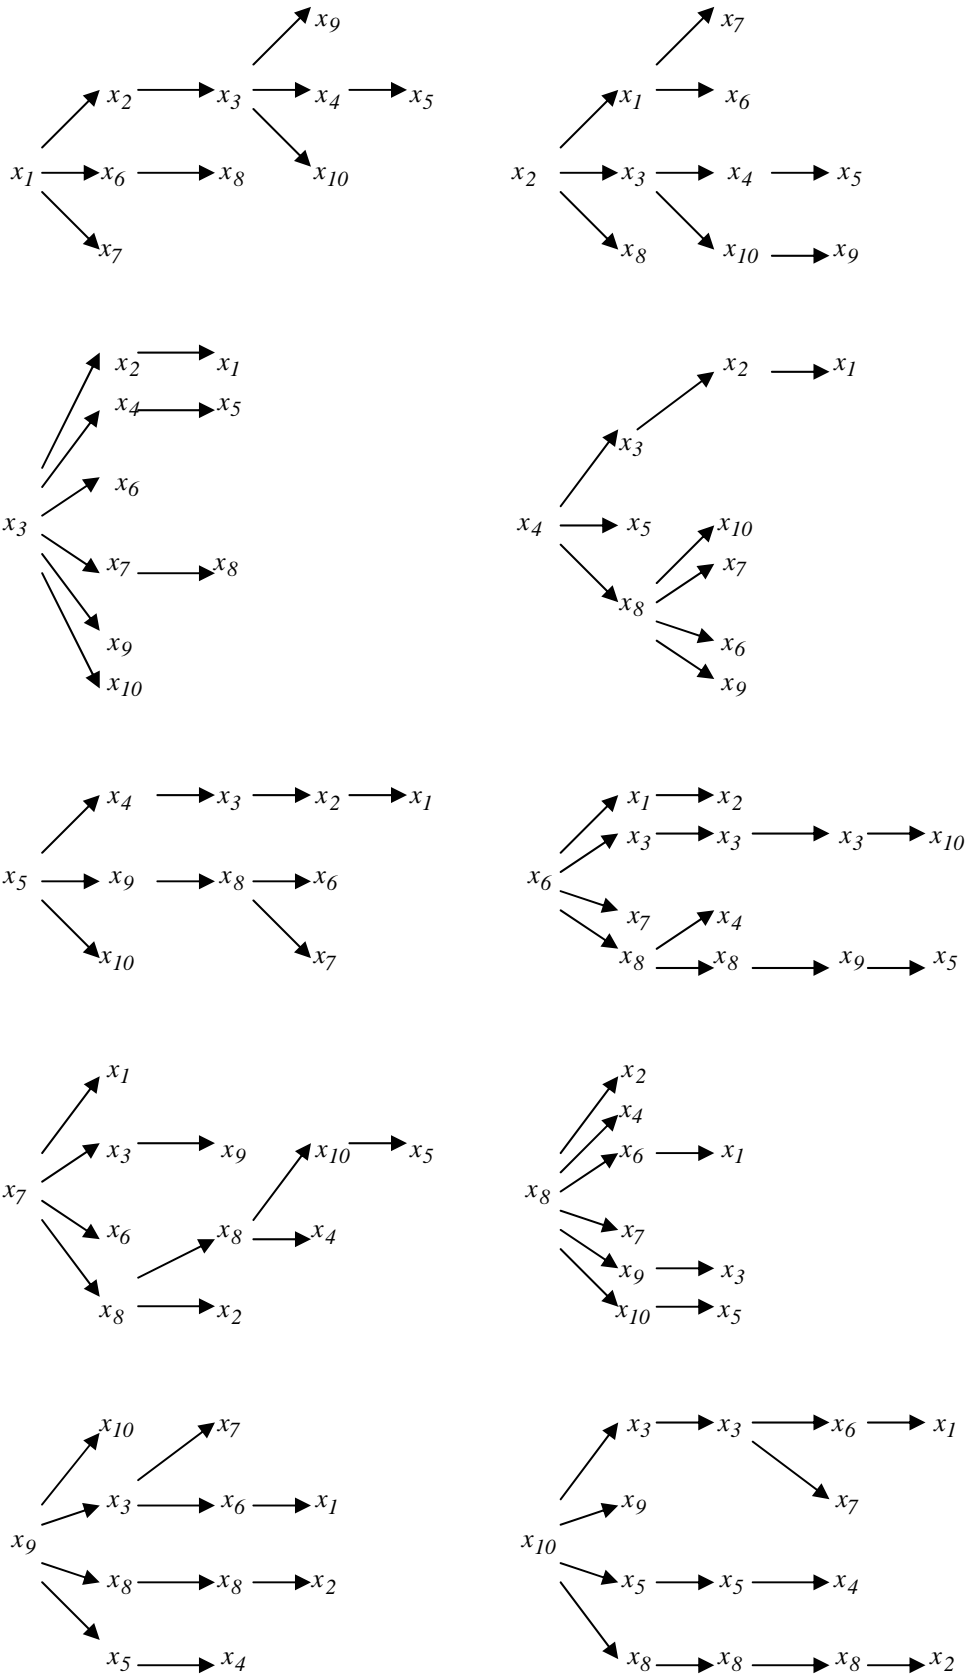 x9
x2 x3 x4 x5
x1 x6 x8 x10
x7
x7
x1 x6
x2 x3 x4 x5
x8 x10 x9
x2 x1
x4 x5
x6
x3
x7 x8
x9
x10
x2 x1
x3
x4 x5 x10
x7
x8
x6
x9
x4 x3 x2 x1
x5 x9 x8 x6
x10 x7
x1 x2
x3 x3 x3 x10
x6
x7 x4
x8 x8 x9 x5
x1
x3 x9 x10 x5
x7
x6 x8 x4
x8 x2
x2
x4
x6 x1
x8
x7
x9 x3
x10 x5
x10 x7
x3 x6 x1
x9
x8 x8 x2
x5 x4
x3 x3 x6 x1
x9 x7
x10
x5 x5 x4
x8 x8 x8 x2